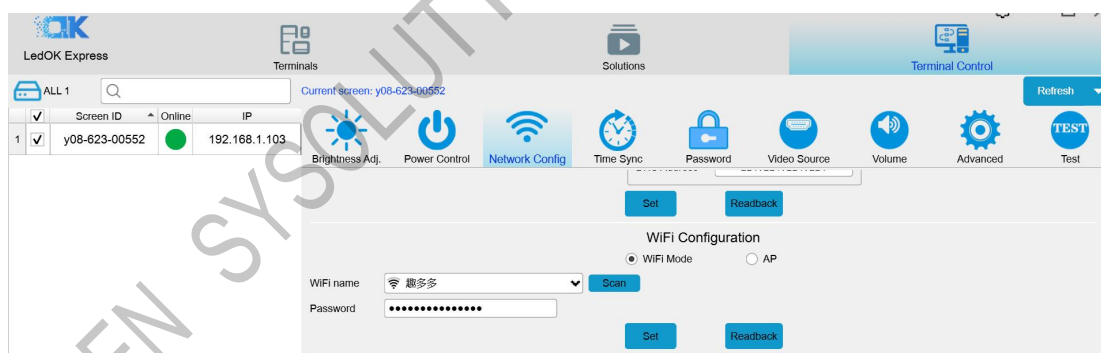 LedOK Express
Terminals
Solutions
Terminal Control
ALL 1
Current screen: y08-623-00552
Refresh
Screen ID Online IP
1 y08-623-00552 192.168.1.103
Brightness Adj. Power Control Network Config Time Sync Password Video Source Volume Advanced Test
TEST
Set Readback
WiFi Configuration
WiFi Mode AP
WiFi name 趣多多 Scan
Password •••••••••••••••
Set Readback
EN SYSOLUT